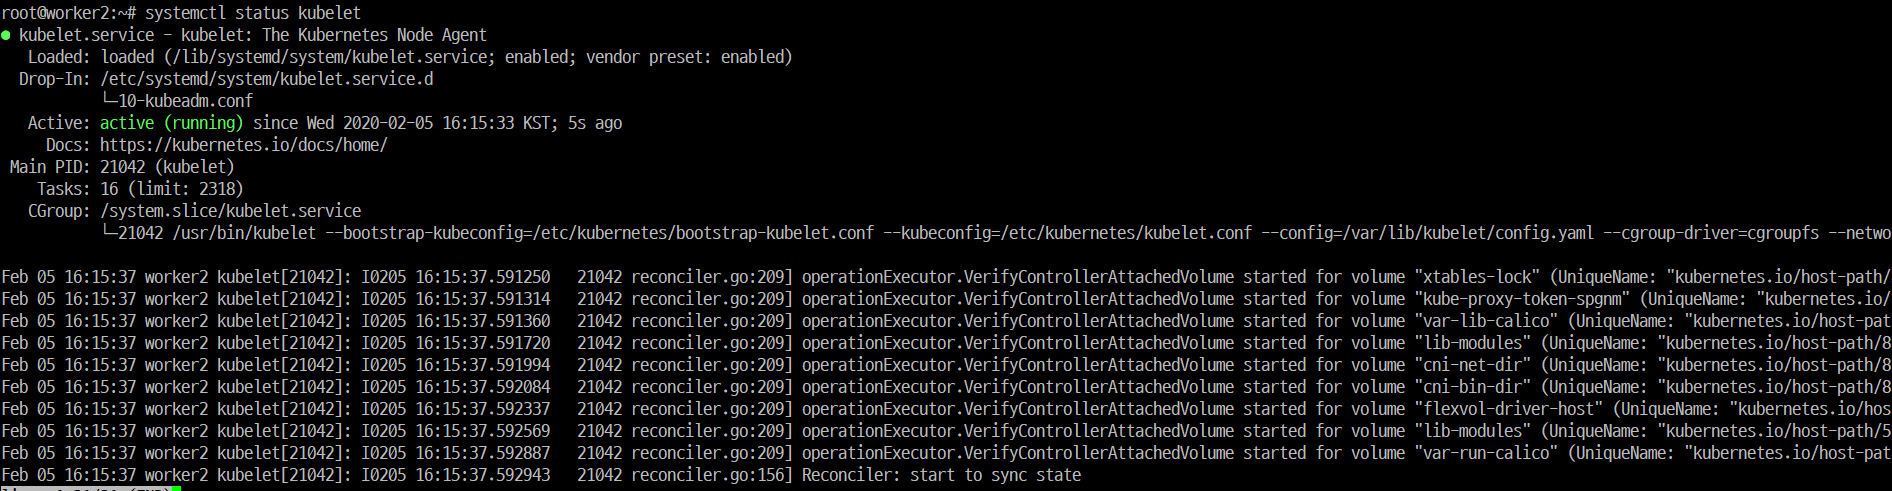 root@worker2:~# systemctl status kubelet
● kubelet.service - kubelet: The Kubernetes Node Agent
   Loaded: loaded (/lib/systemd/system/kubelet.service; enabled; vendor preset: enabled)
  Drop-In: /etc/systemd/system/kubelet.service.d
           └─10-kubeadm.conf
   Active: active (running) since Wed 2020-02-05 16:15:33 KST; 5s ago
     Docs: https://kubernetes.io/docs/home/
 Main PID: 21042 (kubelet)
    Tasks: 16 (limit: 2318)
   CGroup: /system.slice/kubelet.service
           └─21042 /usr/bin/kubelet --bootstrap-kubeconfig=/etc/kubernetes/bootstrap-kubelet.conf --kubeconfig=/etc/kubernetes/kubelet.conf --config=/var/lib/kubelet/config.yaml --cgroup-driver=cgroupfs --netwo
Feb 05 16:15:37 worker2 kubelet[21042]: I0205 16:15:37.591250   21042 reconciler.go:209] operationExecutor.VerifyControllerAttachedVolume started for volume "xtables-lock" (UniqueName: "kubernetes.io/host-path/
Feb 05 16:15:37 worker2 kubelet[21042]: I0205 16:15:37.591314   21042 reconciler.go:209] operationExecutor.VerifyControllerAttachedVolume started for volume "kube-proxy-token-spgnm" (UniqueName: "kubernetes.io/
Feb 05 16:15:37 worker2 kubelet[21042]: I0205 16:15:37.591360   21042 reconciler.go:209] operationExecutor.VerifyControllerAttachedVolume started for volume "var-lib-calico" (UniqueName: "kubernetes.io/host-pat
Feb 05 16:15:37 worker2 kubelet[21042]: I0205 16:15:37.591720   21042 reconciler.go:209] operationExecutor.VerifyControllerAttachedVolume started for volume "lib-modules" (UniqueName: "kubernetes.io/host-path/8
Feb 05 16:15:37 worker2 kubelet[21042]: I0205 16:15:37.591994   21042 reconciler.go:209] operationExecutor.VerifyControllerAttachedVolume started for volume "cni-net-dir" (UniqueName: "kubernetes.io/host-path/8
Feb 05 16:15:37 worker2 kubelet[21042]: I0205 16:15:37.592084   21042 reconciler.go:209] operationExecutor.VerifyControllerAttachedVolume started for volume "cni-bin-dir" (UniqueName: "kubernetes.io/host-path/8
Feb 05 16:15:37 worker2 kubelet[21042]: I0205 16:15:37.592337   21042 reconciler.go:209] operationExecutor.VerifyControllerAttachedVolume started for volume "flexvol-driver-host" (UniqueName: "kubernetes.io/hos
Feb 05 16:15:37 worker2 kubelet[21042]: I0205 16:15:37.592569   21042 reconciler.go:209] operationExecutor.VerifyControllerAttachedVolume started for volume "lib-modules" (UniqueName: "kubernetes.io/host-path/5
Feb 05 16:15:37 worker2 kubelet[21042]: I0205 16:15:37.592887   21042 reconciler.go:209] operationExecutor.VerifyControllerAttachedVolume started for volume "var-run-calico" (UniqueName: "kubernetes.io/host-pat
Feb 05 16:15:37 worker2 kubelet[21042]: I0205 16:15:37.592943   21042 reconciler.go:156] Reconciler: start to sync state